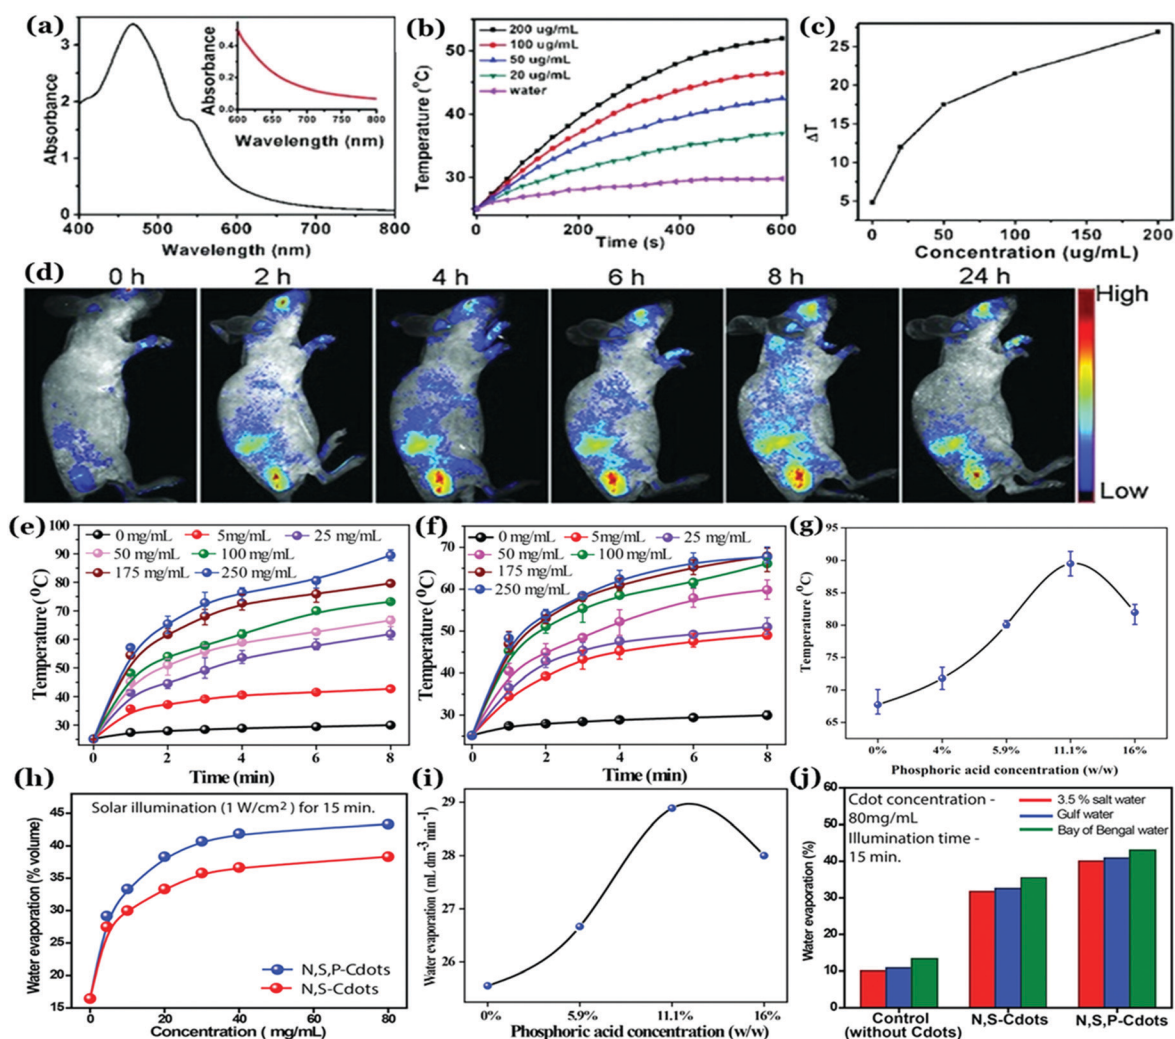 (a)
3
2
1
0
400
500
600
700
800
Absorbance
Wavelength (nm)
0.4
0.2
0.0
600
650
700
750
800
Absorbance
Wavelength (nm)
(b)
200 ug/mL
100 ug/mL
50 ug/mL
20 ug/mL
water
50
40
30
0
200
400
600
Temperature (°C)
Time (s)
(c)
25
20
15
10
5
0
50
100
150
200
ΔT
Concentration (ug/mL)
(d)
0 h
2 h
4 h
6 h
8 h
24 h
High
Low
(e)
0 mg/mL
5mg/mL
25 mg/mL
50 mg/mL
100 mg/mL
175 mg/mL
250 mg/mL
100
90
80
70
60
50
40
30
0
2
4
6
8
Temperature (°C)
Time (min)
(f)
0 mg/mL
5mg/mL
25 mg/mL
50 mg/mL
100 mg/mL
175 mg/mL
250 mg/mL
70
60
50
40
30
0
2
4
6
8
Temperature (°C)
Time (min)
(g)
90
85
80
75
70
65
0%
4%
5.9%
11.1%
16%
Temperature (°C)
Phosphoric acid concentration (w/w)
(h)
Solar illumination (1 W/cm²) for 15 min.
45
40
35
30
25
20
15
0
20
40
60
80
N,S,P-Cdots
N,S-Cdots
Water evaporation (% volume)
Concentration ( mg/mL)
(i)
29
28
27
26
0%
5.9%
11.1%
16%
Water evaporation (mL dm⁻³ min⁻¹)
Phosphoric acid concentration (w/w)
(j)
Cdot concentration -
80mg/mL
Illumination time -
15 min.
3.5 % salt water
Gulf water
Bay of Bengal water
60
50
40
30
20
10
0
Water evaporation (%)
Control
(without Cdots)
N,S-Cdots
N,S,P-Cdots